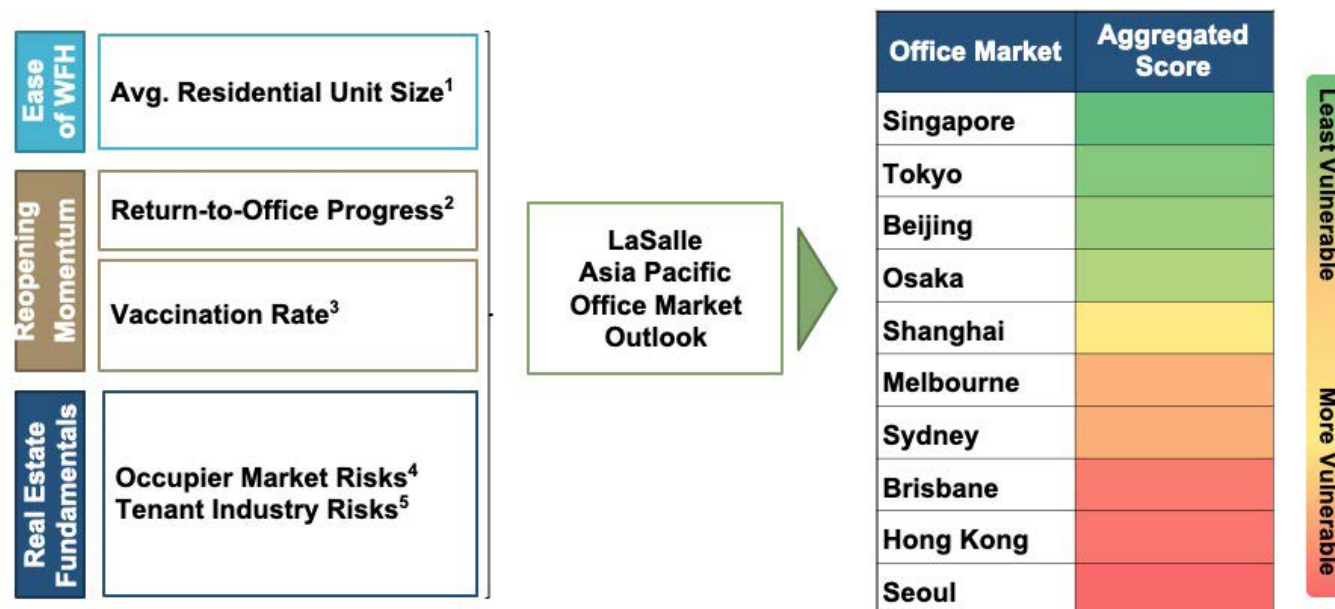 Ease
of WFH
Avg. Residential Unit Size1
Reopening
Momentum
Return-to-Office Progress2
Vaccination Rate3
Real Estate
Fundamentals
Occupier Market Risks4
Tenant Industry Risks5
LaSalle
Asia Pacific
Office Market
Outlook
Office Market
Aggregated
Score
Singapore
Tokyo
Beijing
Osaka
Shanghai
Melbourne
Sydney
Brisbane
Hong Kong
Seoul
Least Vulnerable
More Vulnerable